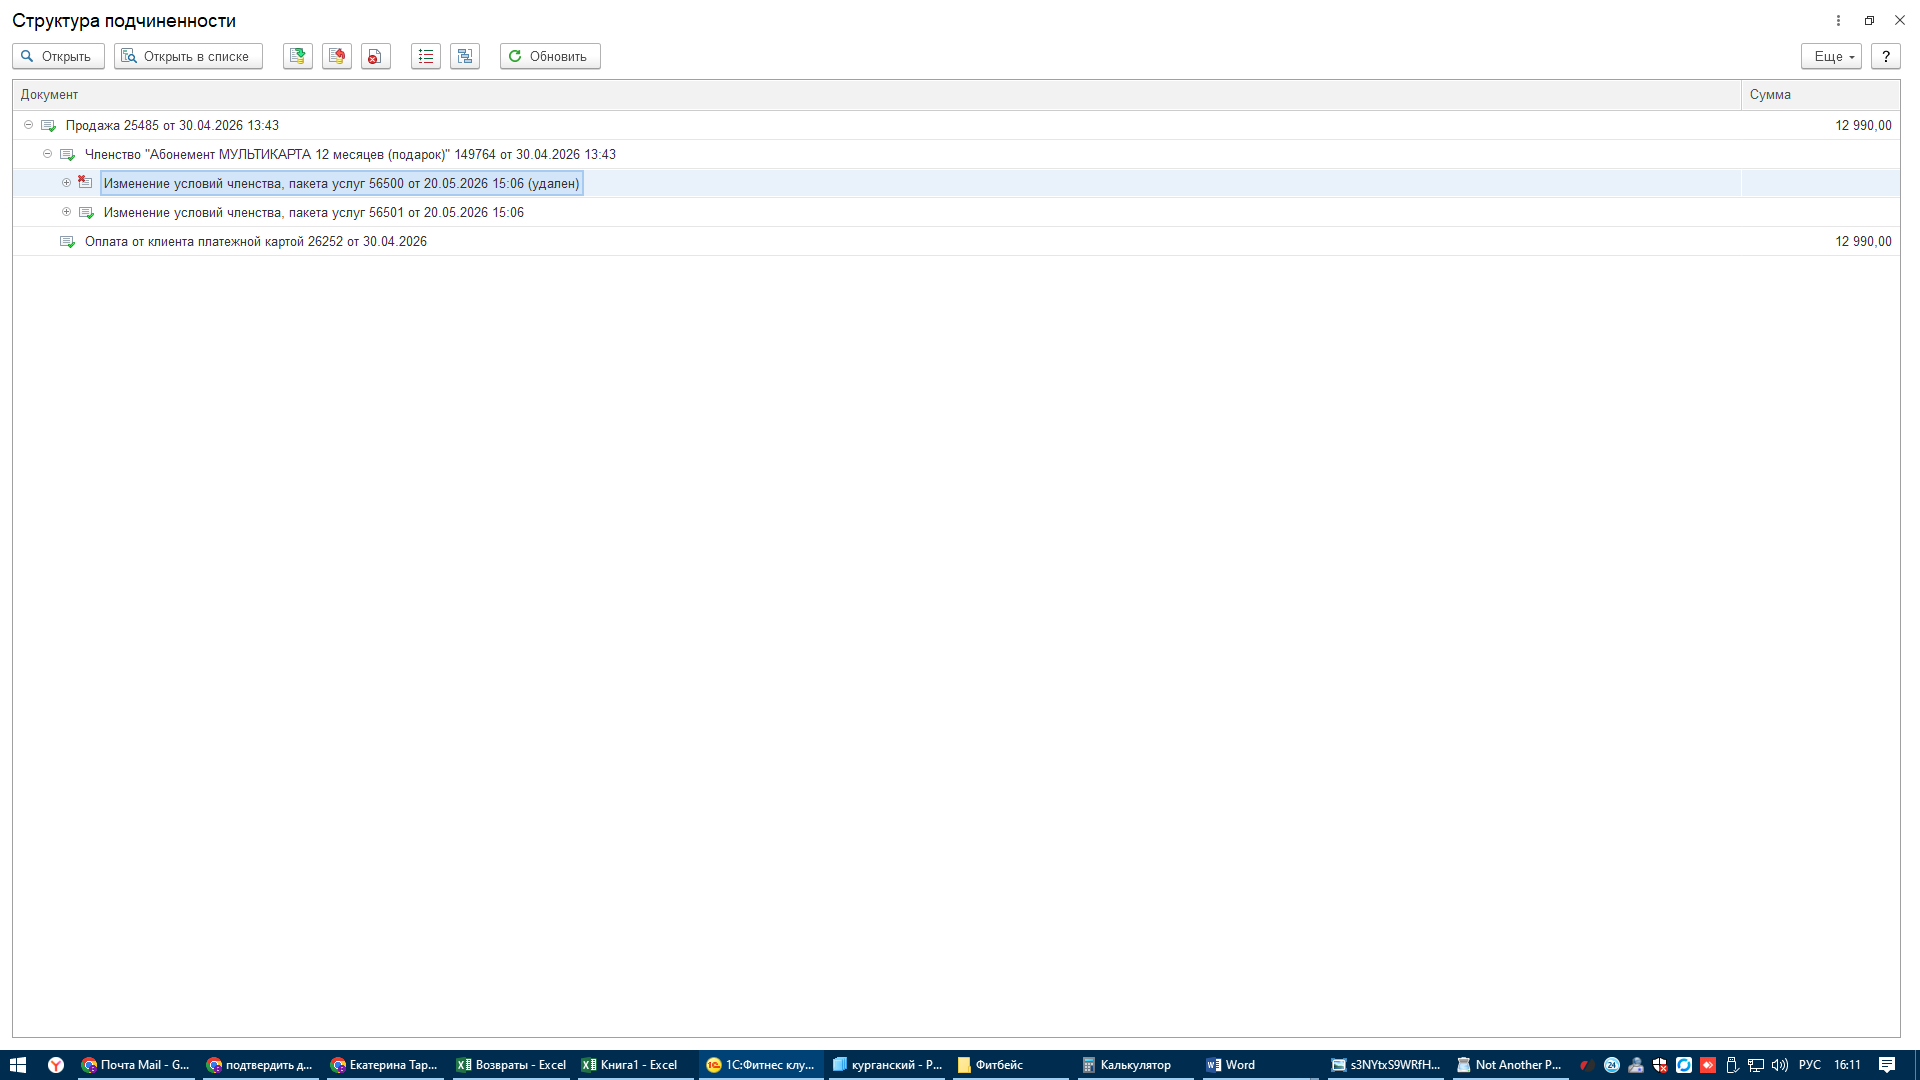 Структура подчиненности
Открыть
Открыть в списке
Обновить
Еще
?
Документ
Сумма
Продажа 25485 от 30.04.2026 13:43
12 990,00
Членство "Абонемент МУЛЬТИКАРТА 12 месяцев (подарок)" 149764 от 30.04.2026 13:43
Изменение условий членства, пакета услуг 56500 от 20.05.2026 15:06 (удален)
Изменение условий членства, пакета услуг 56501 от 20.05.2026 15:06
Оплата от клиента платежной картой 26252 от 30.04.2026
12 990,00
Почта Mail - G...
подтвердить д...
Екатерина Тар...
Возвраты - Excel
Книга1 - Excel
1С:Фитнес клу...
курганский - P...
Фитбейс
Калькулятор
Word
s3NYtxS9WRfH...
Not Another P...
24
РУС
16:11